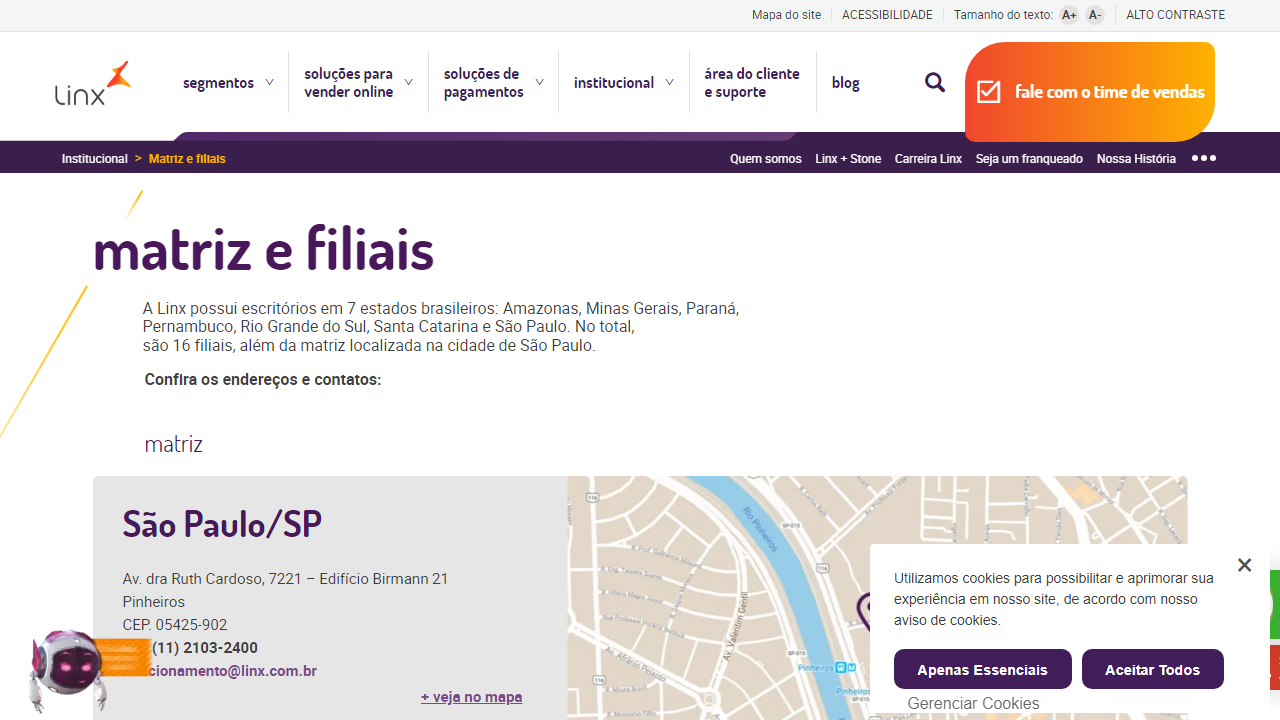 Mapa do site
ACESSIBILIDADE
Tamanho do texto: A+ A-
ALTO CONTRASTE
Linx
segmentos
soluções para
vender online
soluções de
pagamentos
institucional
área do cliente
e suporte
blog
fale com o time de vendas
Institucional > Matriz e filiais
Quem somos
Linx + Stone
Carreira Linx
Seja um franqueado
Nossa História
matriz e filiais
A Linx possui escritórios em 7 estados brasileiros: Amazonas, Minas Gerais, Paraná,
Pernambuco, Rio Grande do Sul, Santa Catarina e São Paulo. No total,
são 16 filiais, além da matriz localizada na cidade de São Paulo.
Confira os endereços e contatos:
matriz
São Paulo/SP
Av. dra Ruth Cardoso, 7221 – Edifício Birmann 21
Pinheiros
CEP. 05425-902
(11) 2103-2400
cionamento@linx.com.br
+ veja no mapa
Rio Pinheiros
Av. Valentim Gentil
SP-015
Pinheiros
Utilizamos cookies para possibilitar e aprimorar sua
experiência em nosso site, de acordo com nosso
aviso de cookies.
Apenas Essenciais
Aceitar Todos
Gerenciar Cookies